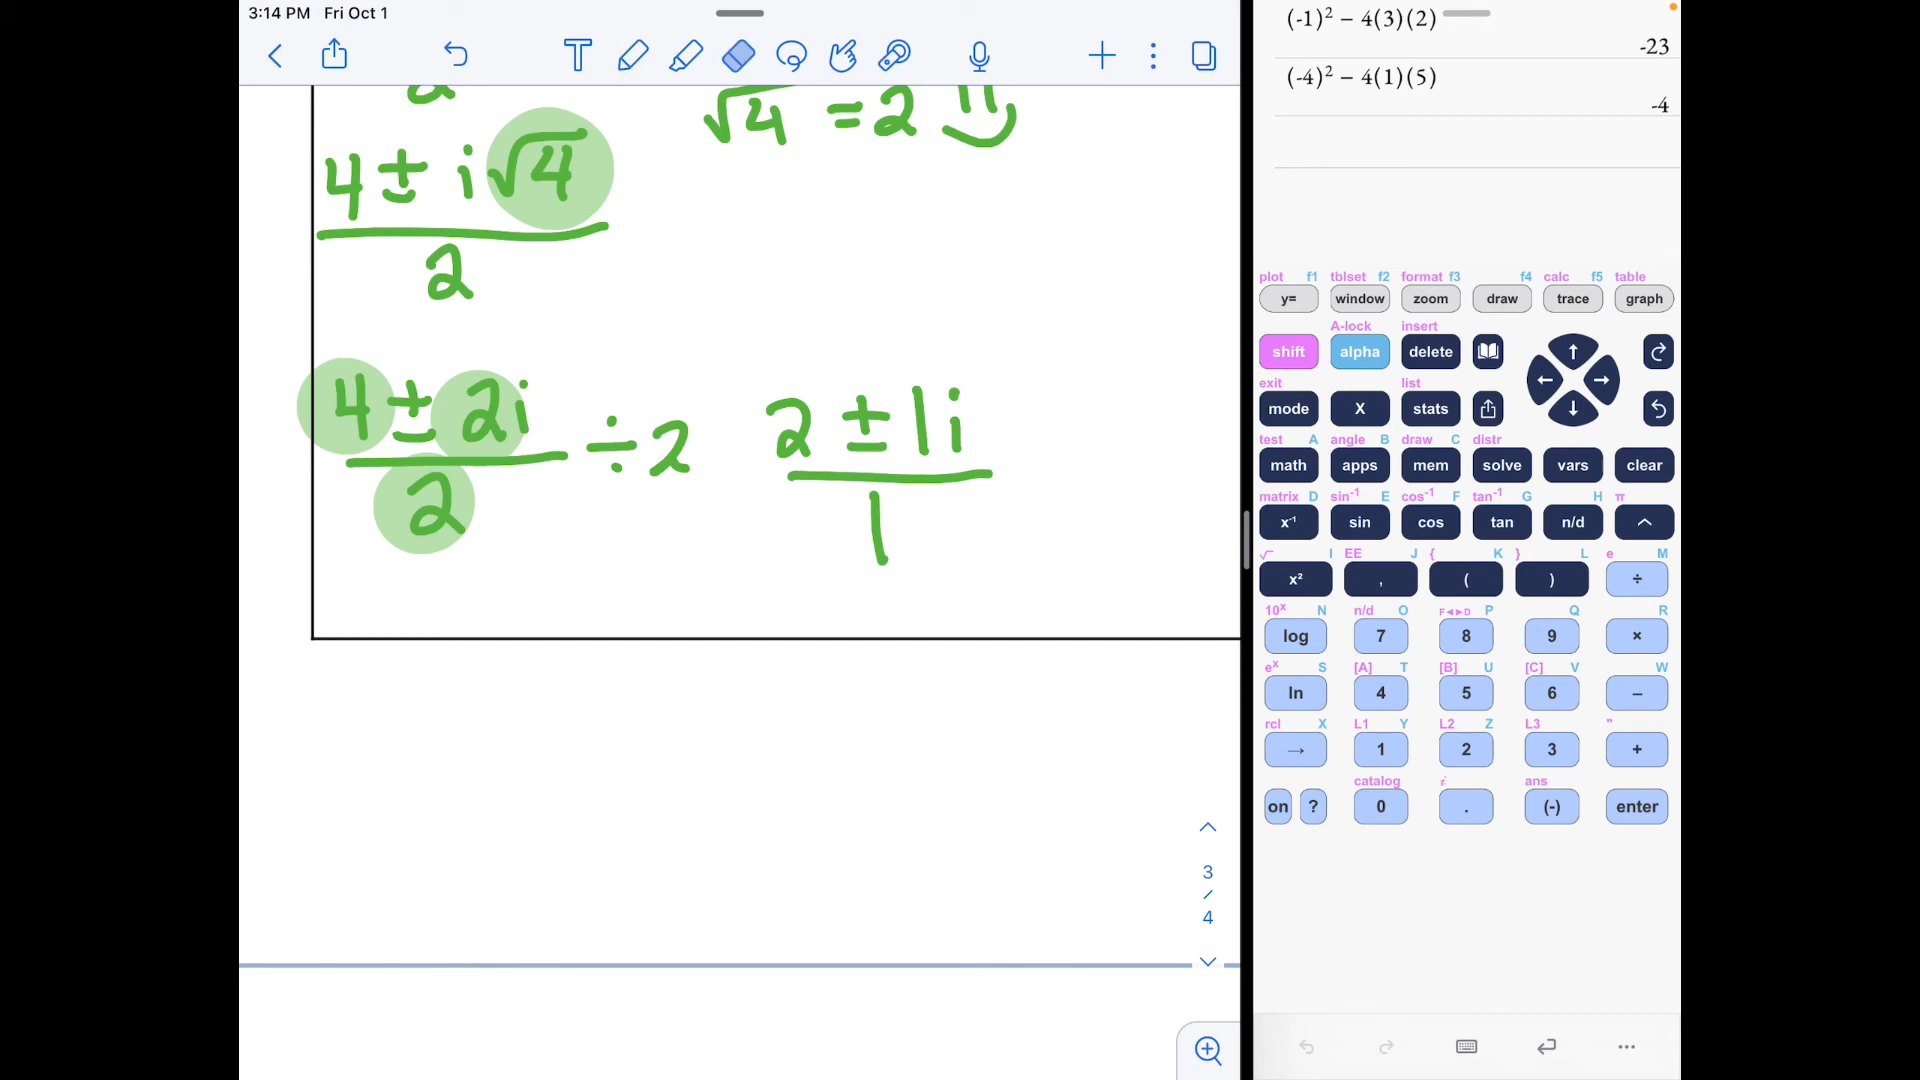 3:14 PM Fri Oct 1
√4 = 2
4 ± i√4
2
4 ± 2i
2
÷ 2
2 ± 1i
1
3
/
4
(-1)² − 4(3)(2)
-23
(-4)² − 4(1)(5)
-4
plot f1 tblset f2 format f3 f4 calc f5 table
y= window zoom draw trace graph
A-lock insert
shift alpha delete
exit list
mode X stats
test A angle B draw C distr
math apps mem solve vars clear
matrix D sin⁻¹ E cos⁻¹ F tan⁻¹ G H π
x⁻¹ sin cos tan n/d ^
√ I EE J { K } L e M
x² , ( ) ÷
10ˣ N n/d O F◄►D P Q R
log 7 8 9 ×
eˣ S [A] T [B] U [C] V W
ln 4 5 6 −
rcl X L1 Y L2 Z L3 "
→ 1 2 3 +
catalog i ans
on ? 0 . (-) enter